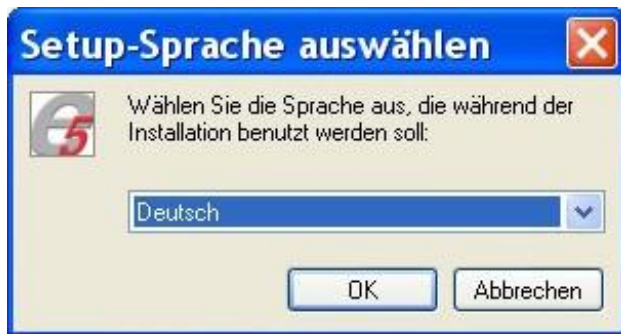 Setup-Sprache auswählen
Wählen Sie die Sprache aus, die während der
Installation benutzt werden soll:
Deutsch
OK
Abbrechen